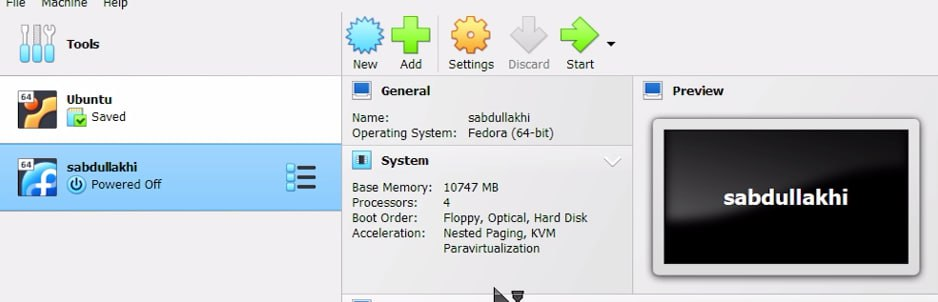 File Machine Help
Tools
New Add Settings Discard Start
64
Ubuntu
Saved
64
sabdullakhi
Powered Off
General
Name: sabdullakhi
Operating System: Fedora (64-bit)
System
Base Memory: 10747 MB
Processors: 4
Boot Order: Floppy, Optical, Hard Disk
Acceleration: Nested Paging, KVM
Paravirtualization
Preview
sabdullakhi